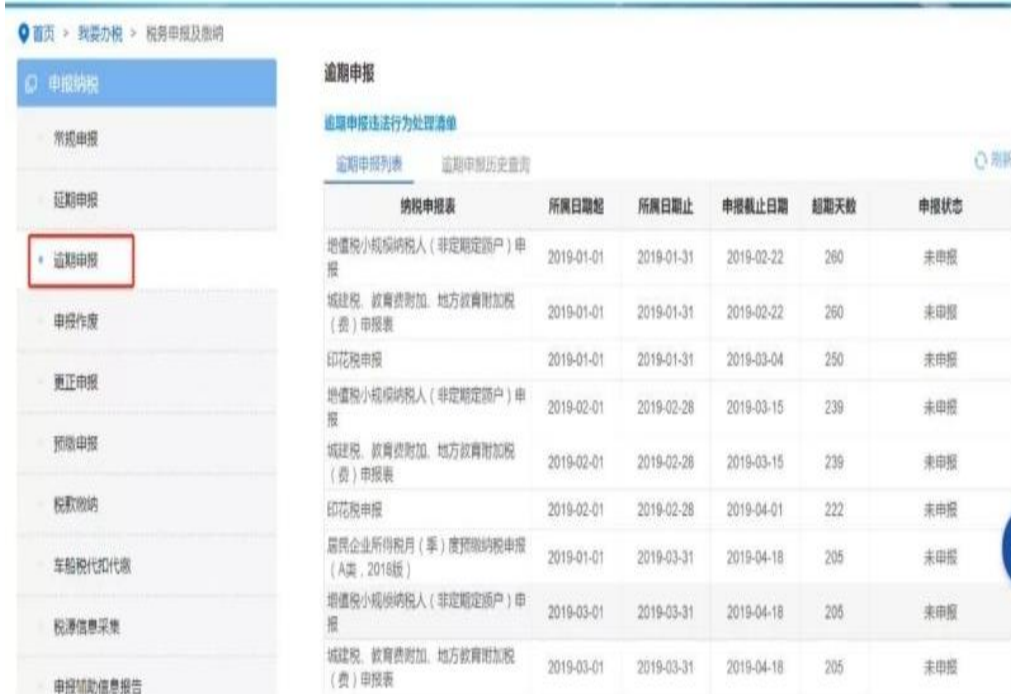 首页 > 我要办税 > 税务申报及缴纳
申报纳税
常规申报
延期申报
逾期申报
申报作废
更正申报
预缴申报
税款缴纳
车船税代扣代缴
税源信息采集
申报辅助信息报告
逾期申报
逾期申报违法行为处理清单
逾期申报列表 逾期申报历史查询
刷新
纳税申报表 所属日期起 所属日期止 申报截止日期 超期天数 申报状态
增值税小规模纳税人（非定期定额户）申
报 2019-01-01 2019-01-31 2019-02-22 260 未申报
城建税、教育费附加、地方教育附加税
（费）申报表 2019-01-01 2019-01-31 2019-02-22 260 未申报
印花税申报 2019-01-01 2019-01-31 2019-03-04 250 未申报
增值税小规模纳税人（非定期定额户）申
报 2019-02-01 2019-02-28 2019-03-15 239 未申报
城建税、教育费附加、地方教育附加税
（费）申报表 2019-02-01 2019-02-28 2019-03-15 239 未申报
印花税申报 2019-02-01 2019-02-28 2019-04-01 222 未申报
居民企业所得税月（季）度预缴纳税申报
（A类，2018版） 2019-01-01 2019-03-31 2019-04-18 205 未申报
增值税小规模纳税人（非定期定额户）申
报 2019-03-01 2019-03-31 2019-04-18 205 未申报
城建税、教育费附加、地方教育附加税
（费）申报表 2019-03-01 2019-03-31 2019-04-18 205 未申报